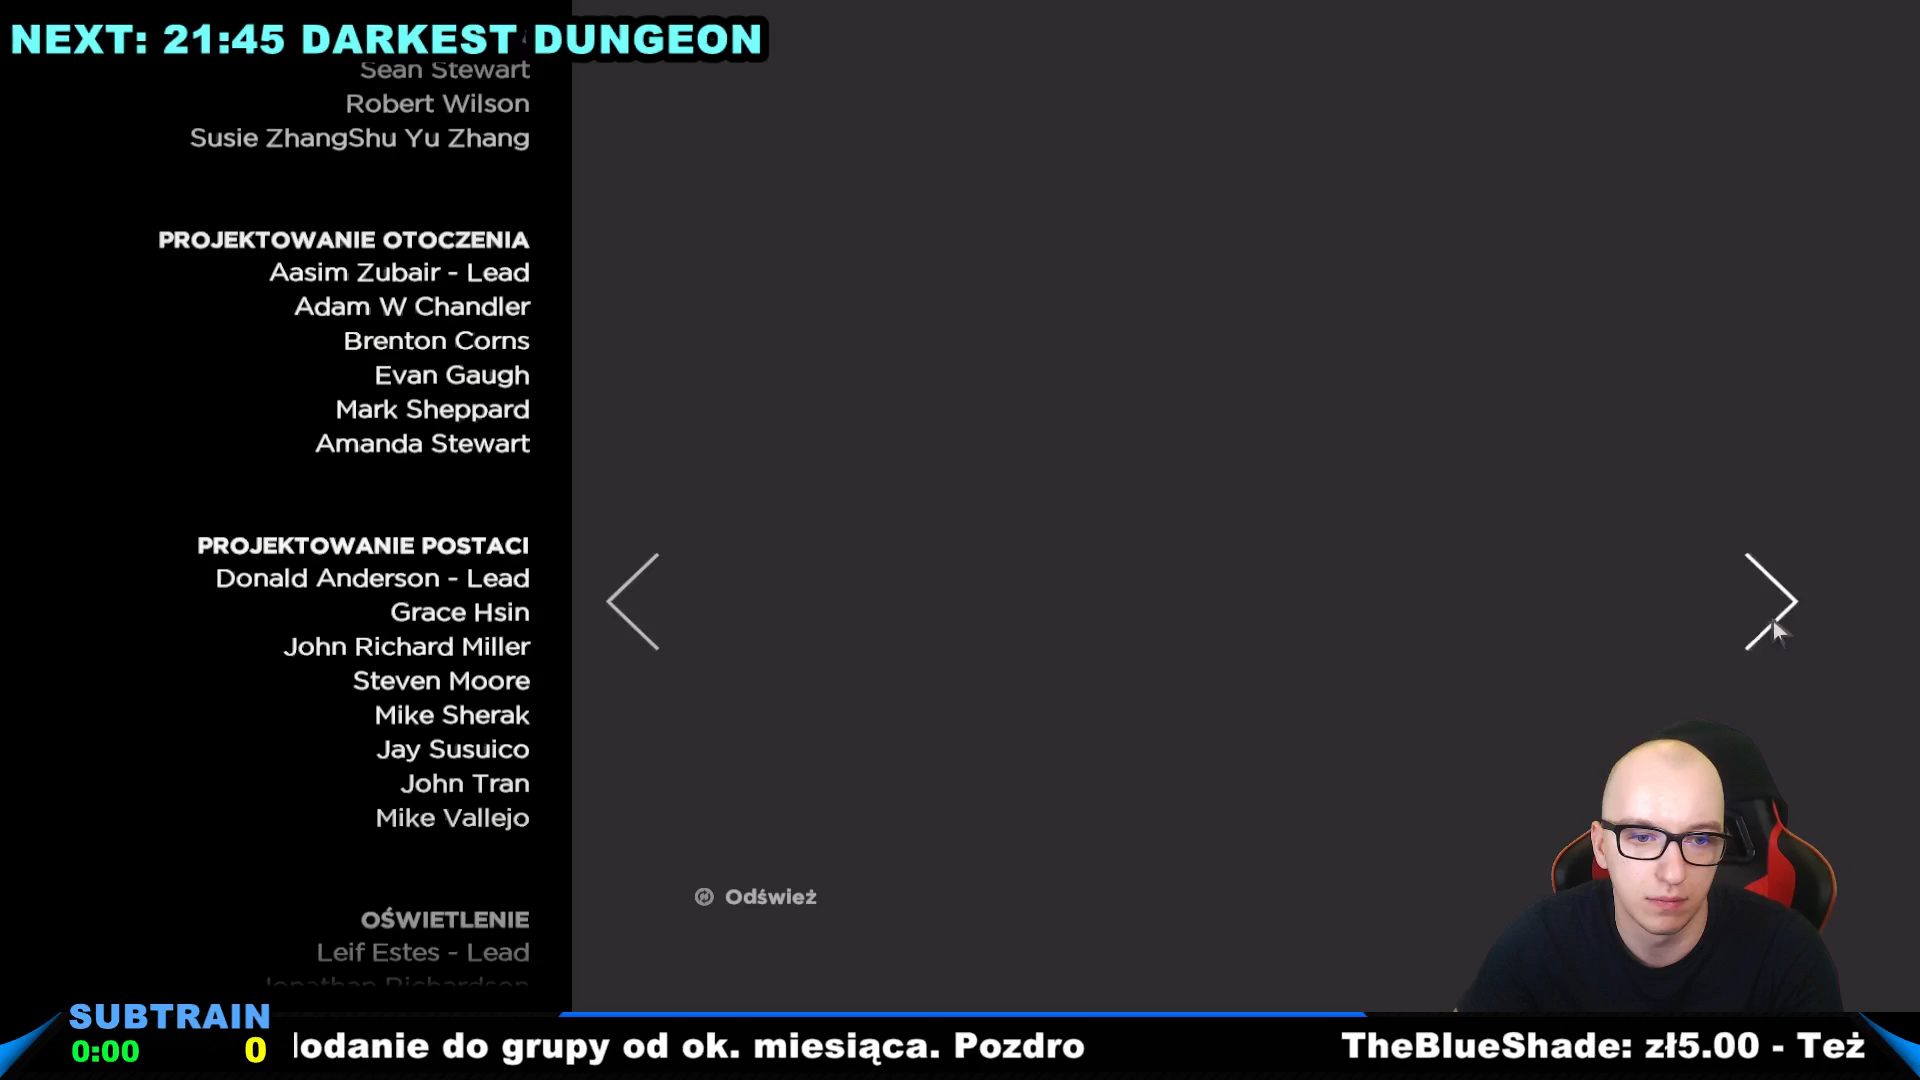 NEXT: 21:45 DARKEST DUNGEON
Sean Stewart
Robert Wilson
Susie ZhangShu Yu Zhang
PROJEKTOWANIE OTOCZENIA
Aasim Zubair - Lead
Adam W Chandler
Brenton Corns
Evan Gaugh
Mark Sheppard
Amanda Stewart
PROJEKTOWANIE POSTACI
Donald Anderson - Lead
Grace Hsin
John Richard Miller
Steven Moore
Mike Sherak
Jay Susuico
John Tran
Mike Vallejo
OŚWIETLENIE
Leif Estes - Lead
Jonathan Richardson
Odśwież
SUBTRAIN
0:00 0
dodanie do grupy od ok. miesiąca. Pozdro
TheBlueShade: zł5.00 - Też